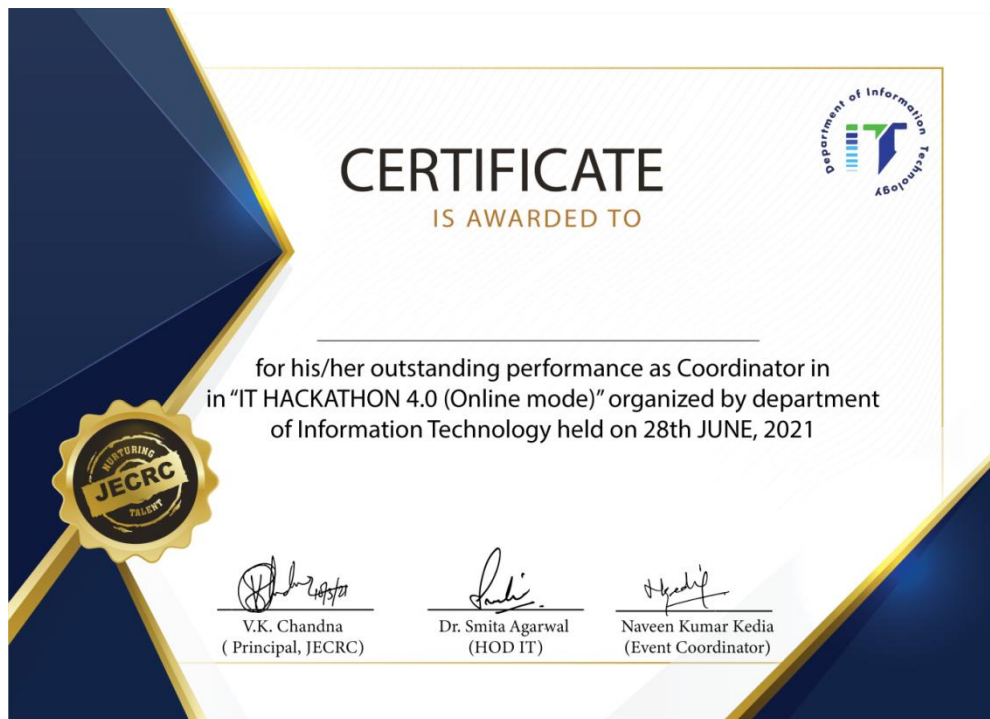 Department of Information Technology
IT
CERTIFICATE
IS AWARDED TO
for his/her outstanding performance as Coordinator in
in “IT HACKATHON 4.0 (Online mode)” organized by department
of Information Technology held on 28th JUNE, 2021
NURTURING
JECRC
TALENT
V.K. Chandna
( Principal, JECRC)
Dr. Smita Agarwal
(HOD IT)
Naveen Kumar Kedia
(Event Coordinator)